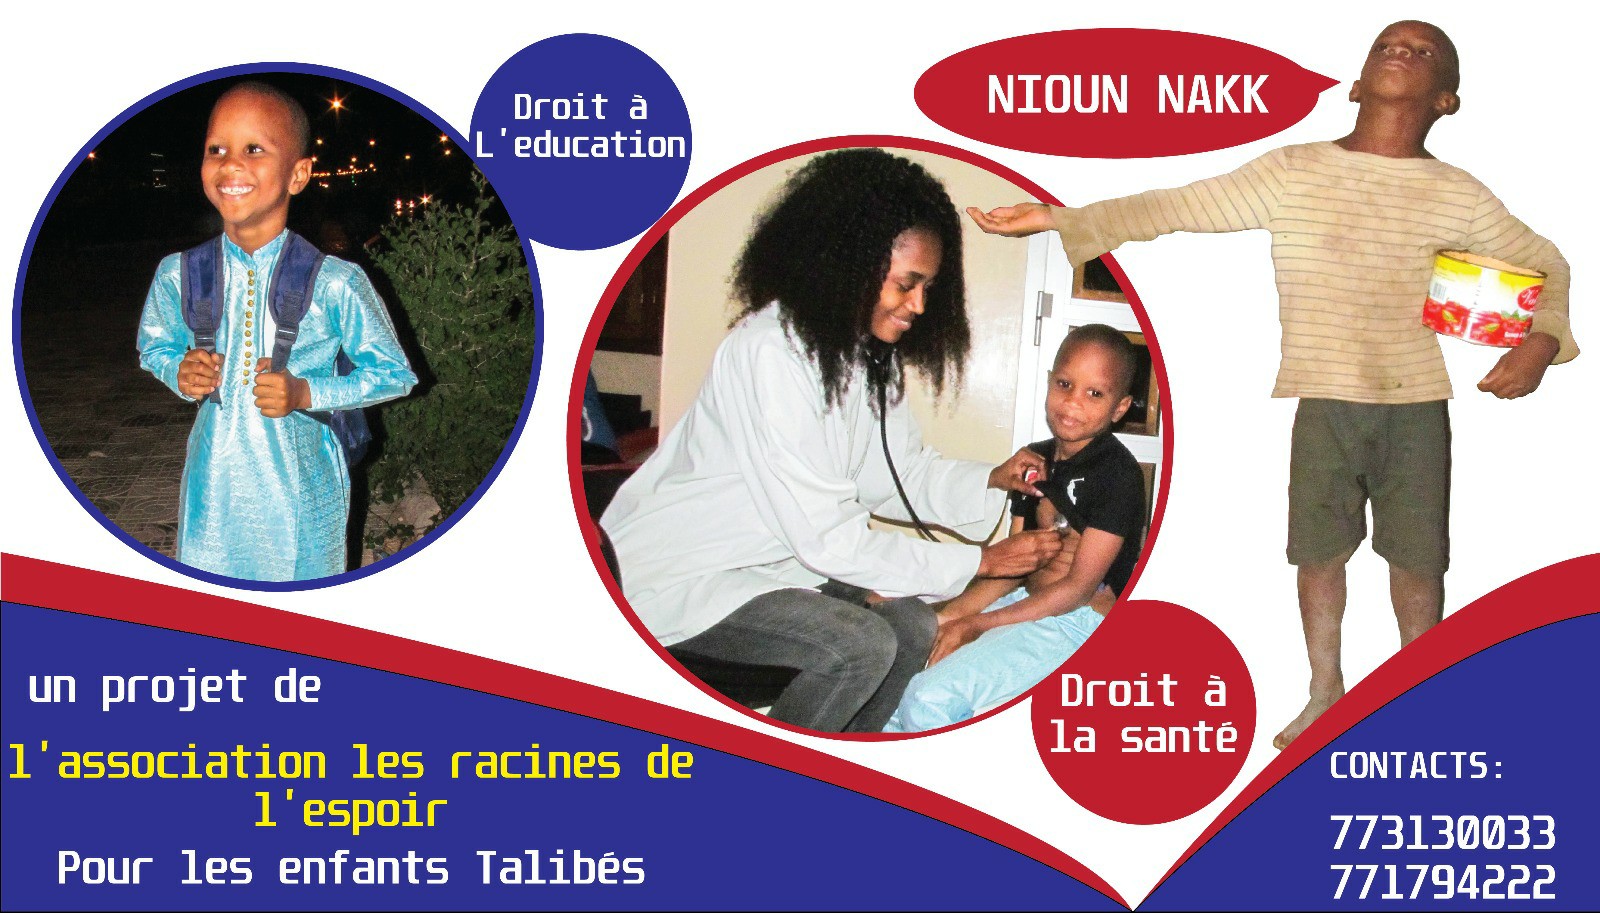 Droit à
L'education
NIOUN NAKK
Droit à
la santé
un projet de
l'association les racines de
l'espoir
Pour les enfants Talibés
CONTACTS:
773130033
771794222